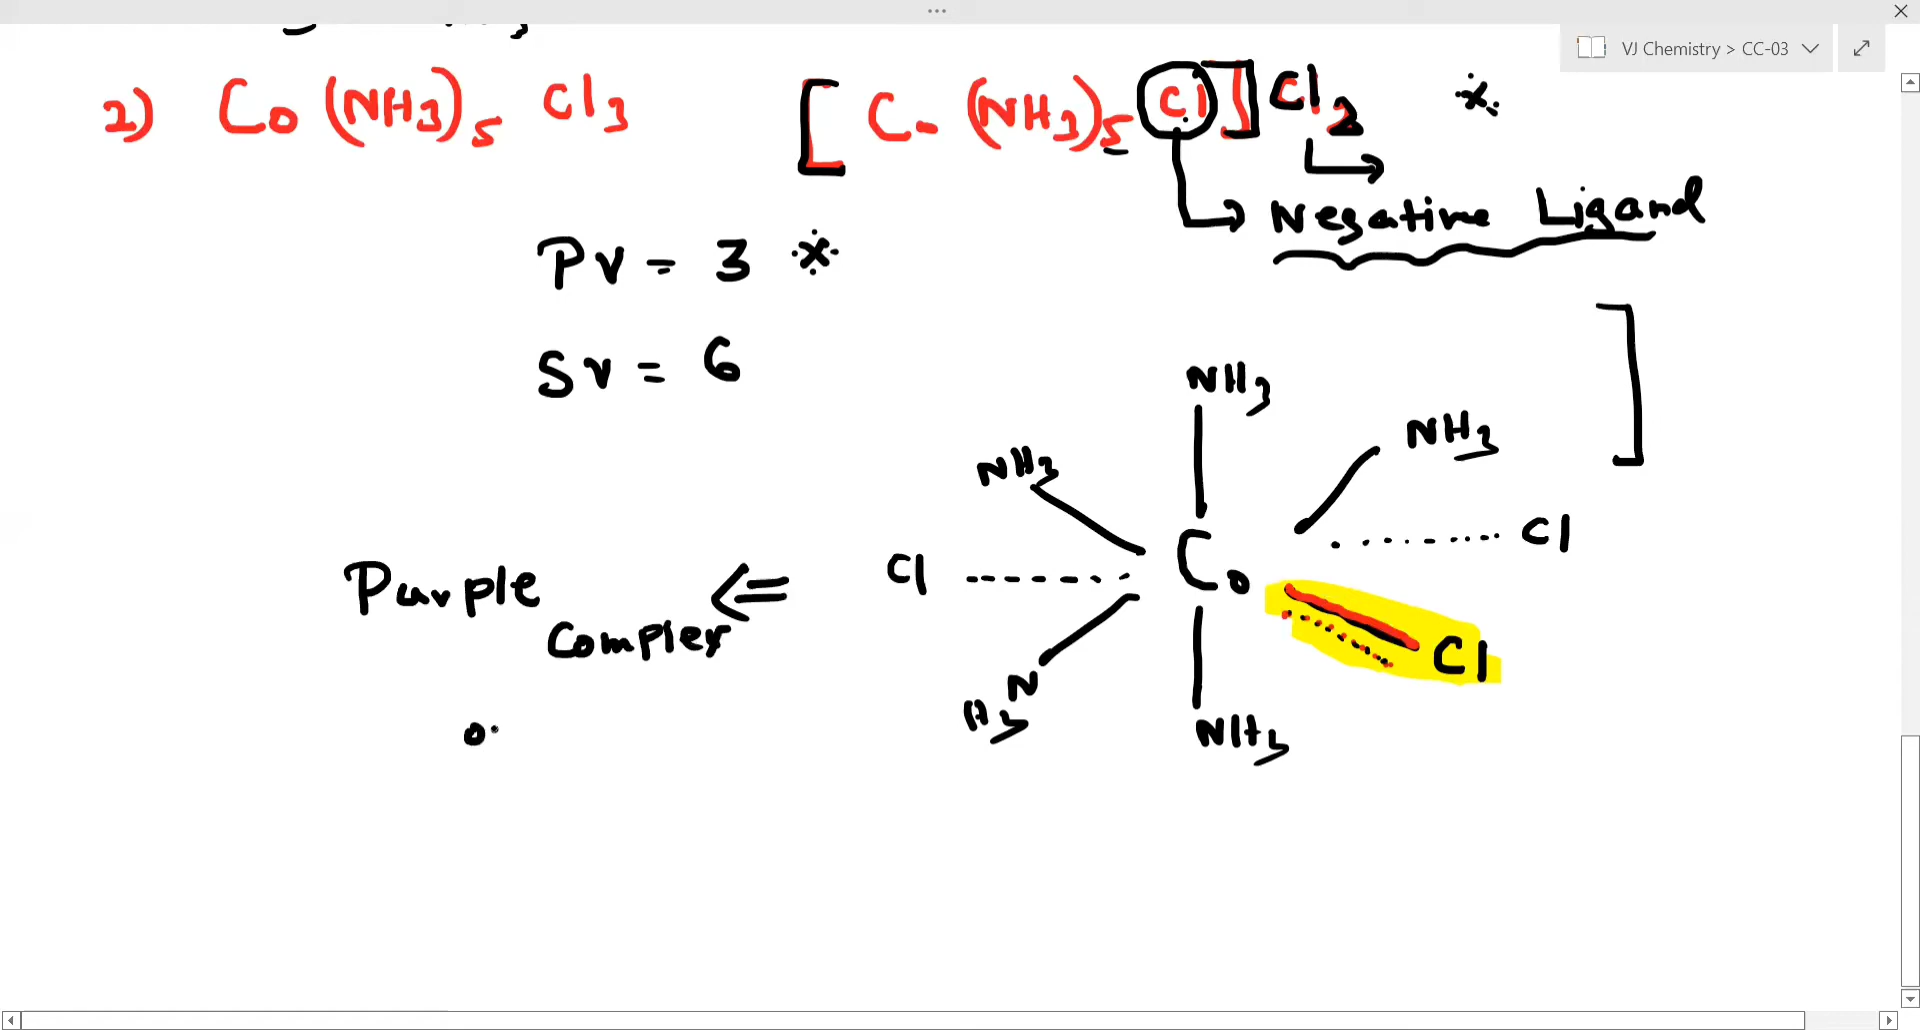 VJ Chemistry > CC-03
2) Co (NH3)5 Cl3 [Co (NH3)5 Cl] Cl2
Negative Ligand
PV = 3
SV = 6
]
NH3
NH3 NH3
Co
Cl Cl
Purple Complex <= 
Cl
H3N
NH3